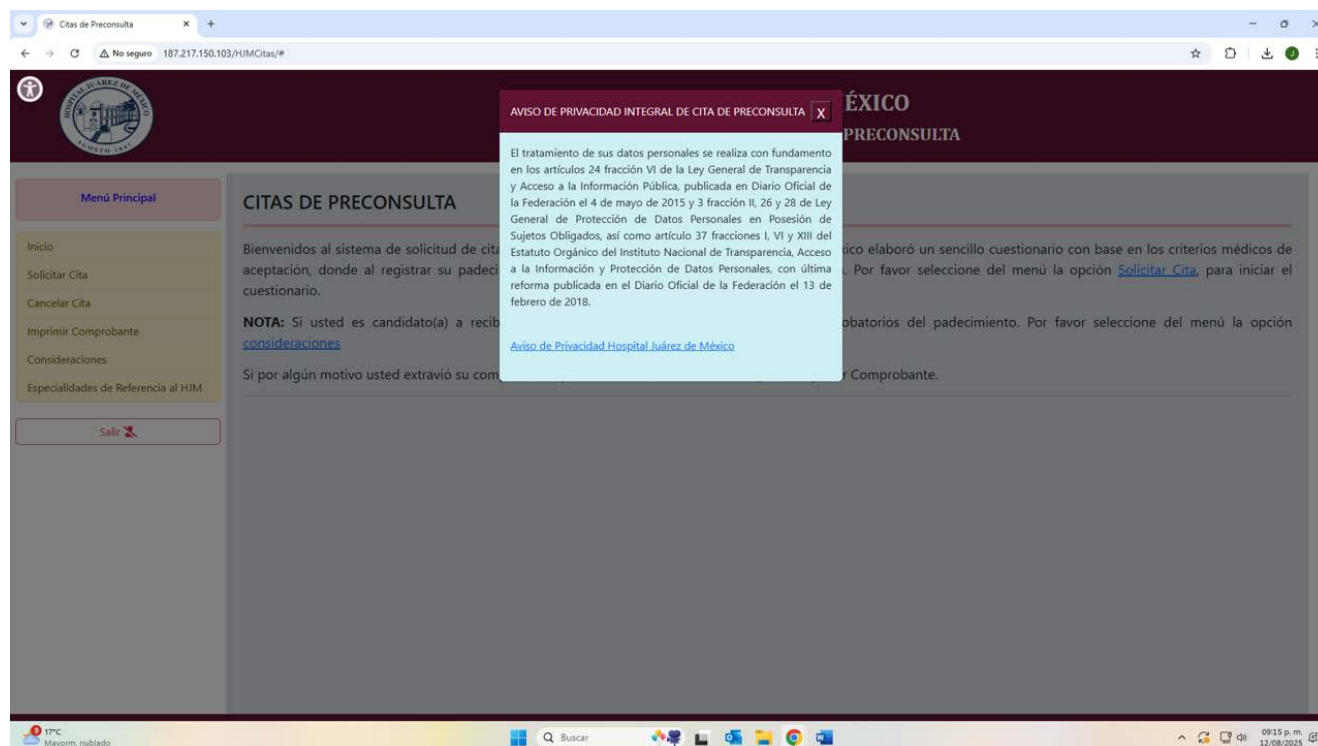 Citas de Preconsulta
No seguro
187.217.150.103/HJMCitas/#
HOSPITAL JUÁREZ DE MÉXICO
AGOSTO 1847
ÉXICO
PRECONSULTA
AVISO DE PRIVACIDAD INTEGRAL DE CITA DE PRECONSULTA X
El tratamiento de sus datos personales se realiza con fundamento
en los artículos 24 fracción VI de la Ley General de Transparencia
y Acceso a la Información Pública, publicada en Diario Oficial de
la Federación el 4 de mayo de 2015 y 3 fracción II, 26 y 28 de Ley
General de Protección de Datos Personales en Posesión de
Sujetos Obligados, así como artículo 37 fracciones I, VI y XIII del
Estatuto Orgánico del Instituto Nacional de Transparencia, Acceso
a la Información y Protección de Datos Personales, con última
reforma publicada en el Diario Oficial de la Federación el 13 de
febrero de 2018.
Aviso de Privacidad Hospital Juárez de México
Menú Principal
Inicio
Solicitar Cita
Cancelar Cita
Imprimir Comprobante
Consideraciones
Especialidades de Referencia al HJM
Salir
CITAS DE PRECONSULTA
Bienvenidos al sistema de solicitud de cita ico elaboró un sencillo cuestionario con base en los criterios médicos de
aceptación, donde al registrar su padeci . Por favor seleccione del menú la opción Solicitar Cita, para iniciar el
cuestionario.
NOTA: Si usted es candidato(a) a recib obatorios del padecimiento. Por favor seleccione del menú la opción
consideraciones
Si por algún motivo usted extravió su com r Comprobante.
9
17°C
Mayorm. nublado
Buscar
09:15 p. m.
12/08/2025